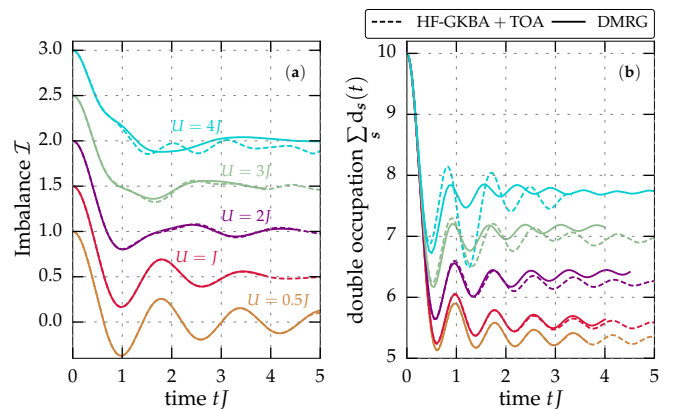 HF-GKBA + TOA DMRG
(a)
Imbalance I
3.0
2.5
2.0
1.5
1.0
0.5
0.0
U = 4J
U = 3J
U = 2J
U = J
U = 0.5J
0 1 2 3 4 5
time tJ
(b)
double occupation ∑ₛ dₛ(t)
10
9
8
7
6
5
0 1 2 3 4 5
time tJ